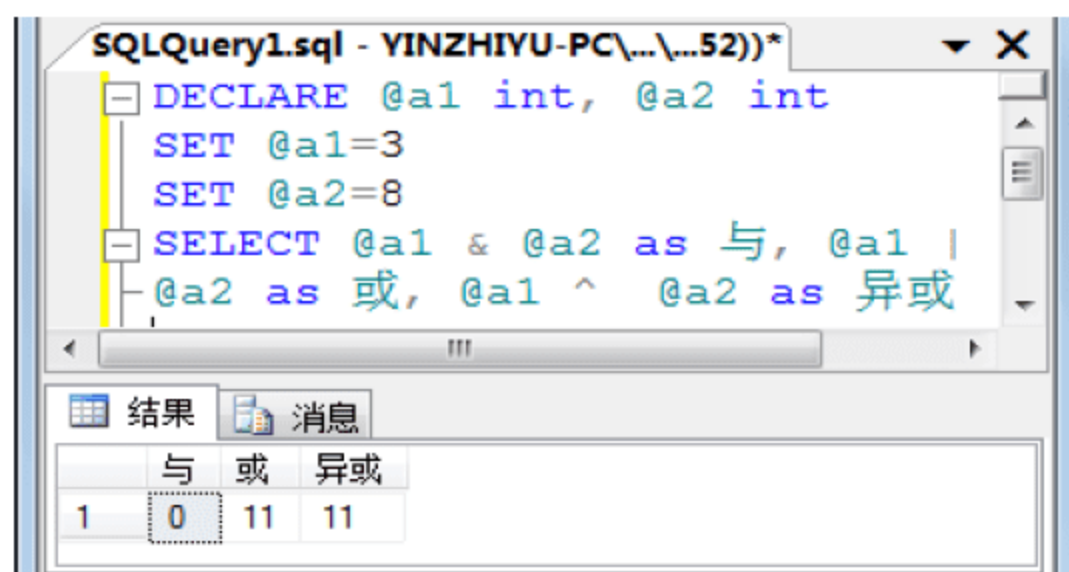 SQLQuery1.sql - YINZHIYU-PC\...\...52))*
DECLARE @a1 int, @a2 int
SET @a1=3
SET @a2=8
SELECT @a1 & @a2 as 与, @a1 |
@a2 as 或, @a1 ^  @a2 as 异或
结果 消息
与 或 异或
1 0 11 11